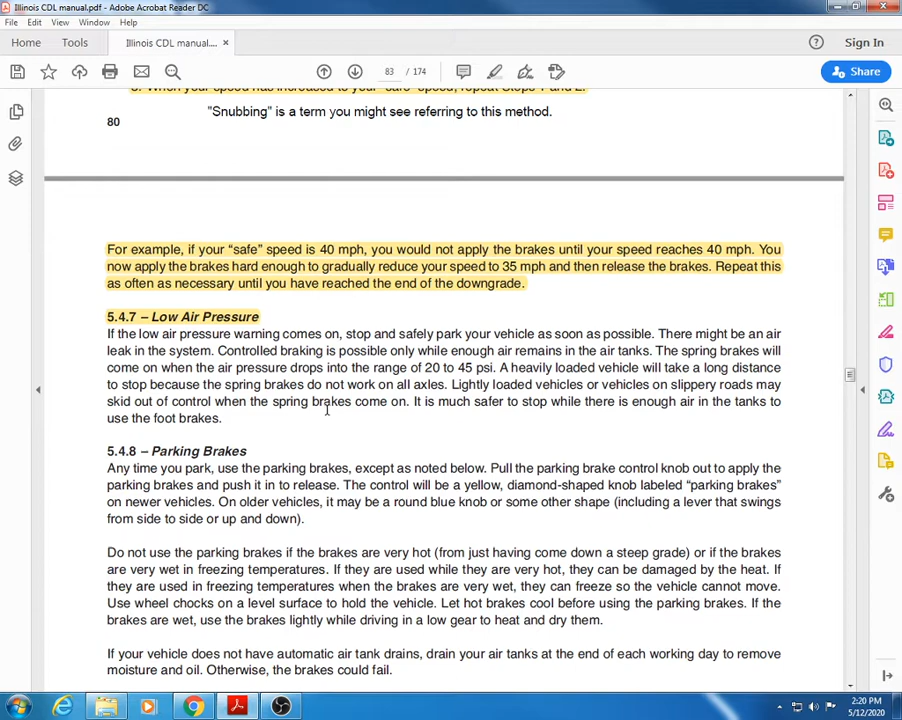 Illinois CDL manual.pdf - Adobe Acrobat Reader DC
File Edit View Window Help
Home Tools Illinois CDL manual.... × ? Sign In
83 / 174 Share
3. When your speed has increased to your "safe" speed, repeat Steps 1 and 2.
"Snubbing" is a term you might see referring to this method.
80
For example, if your “safe” speed is 40 mph, you would not apply the brakes until your speed reaches 40 mph. You
now apply the brakes hard enough to gradually reduce your speed to 35 mph and then release the brakes. Repeat this
as often as necessary until you have reached the end of the downgrade.
5.4.7 – Low Air Pressure
If the low air pressure warning comes on, stop and safely park your vehicle as soon as possible. There might be an air
leak in the system. Controlled braking is possible only while enough air remains in the air tanks. The spring brakes will
come on when the air pressure drops into the range of 20 to 45 psi. A heavily loaded vehicle will take a long distance
to stop because the spring brakes do not work on all axles. Lightly loaded vehicles or vehicles on slippery roads may
skid out of control when the spring brakes come on. It is much safer to stop while there is enough air in the tanks to
use the foot brakes.
5.4.8 – Parking Brakes
Any time you park, use the parking brakes, except as noted below. Pull the parking brake control knob out to apply the
parking brakes and push it in to release. The control will be a yellow, diamond-shaped knob labeled “parking brakes”
on newer vehicles. On older vehicles, it may be a round blue knob or some other shape (including a lever that swings
from side to side or up and down).
Do not use the parking brakes if the brakes are very hot (from just having come down a steep grade) or if the brakes
are very wet in freezing temperatures. If they are used while they are very hot, they can be damaged by the heat. If
they are used in freezing temperatures when the brakes are very wet, they can freeze so the vehicle cannot move.
Use wheel chocks on a level surface to hold the vehicle. Let hot brakes cool before using the parking brakes. If the
brakes are wet, use the brakes lightly while driving in a low gear to heat and dry them.
If your vehicle does not have automatic air tank drains, drain your air tanks at the end of each working day to remove
moisture and oil. Otherwise, the brakes could fail.
2:20 PM
5/12/2020